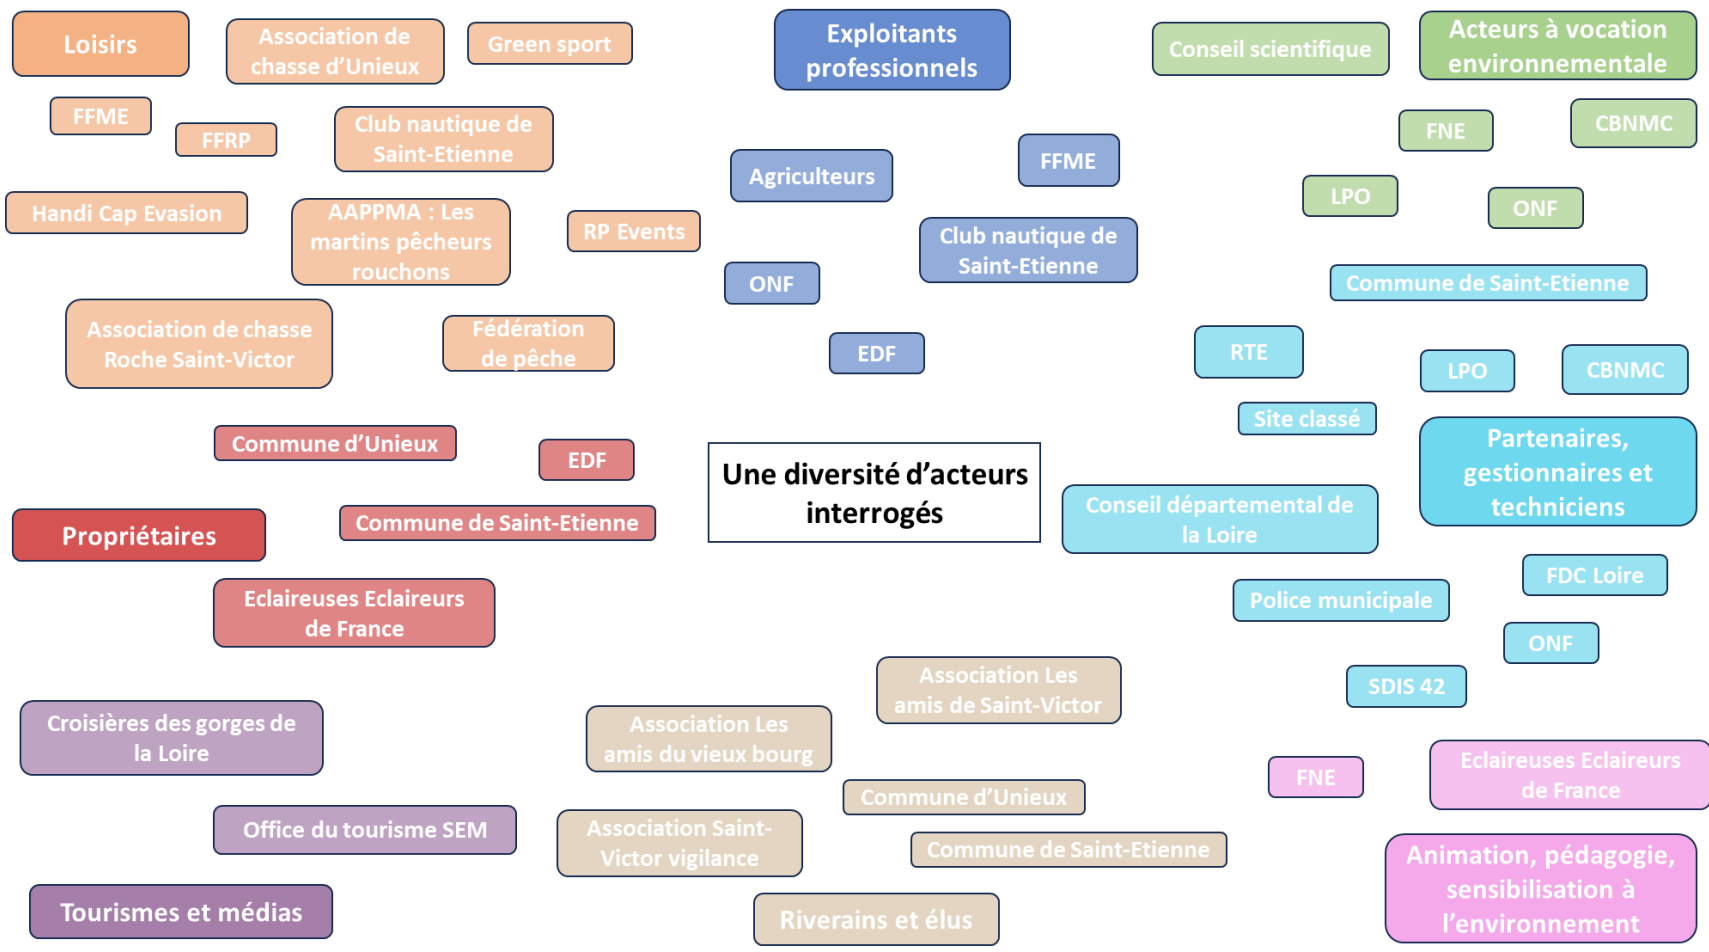 Loisirs
Association de
chasse d’Unieux
Green sport
FFME
FFRP
Club nautique de
Saint-Etienne
Handi Cap Evasion
AAPPMA : Les
martins pêcheurs
rouchons
RP Events
Association de chasse
Roche Saint-Victor
Fédération
de pêche
Exploitants
professionnels
Agriculteurs
FFME
Club nautique de
Saint-Etienne
ONF
EDF
Conseil scientifique
Acteurs à vocation
environnementale
FNE
CBNMC
LPO
ONF
Commune de Saint-Etienne
RTE
LPO
CBNMC
Site classé
Partenaires,
gestionnaires et
techniciens
Conseil départemental de
la Loire
FDC Loire
Police municipale
ONF
SDIS 42
Commune d’Unieux
EDF
Commune de Saint-Etienne
Propriétaires
Eclaireuses Eclaireurs
de France
Une diversité d’acteurs
interrogés
Croisières des gorges de
la Loire
Office du tourisme SEM
Tourismes et médias
Association Les
amis de Saint-Victor
Association Les
amis du vieux bourg
Commune d’Unieux
Association Saint-
Victor vigilance
Commune de Saint-Etienne
Riverains et élus
FNE
Eclaireuses Eclaireurs
de France
Animation, pédagogie,
sensibilisation à
l’environnement